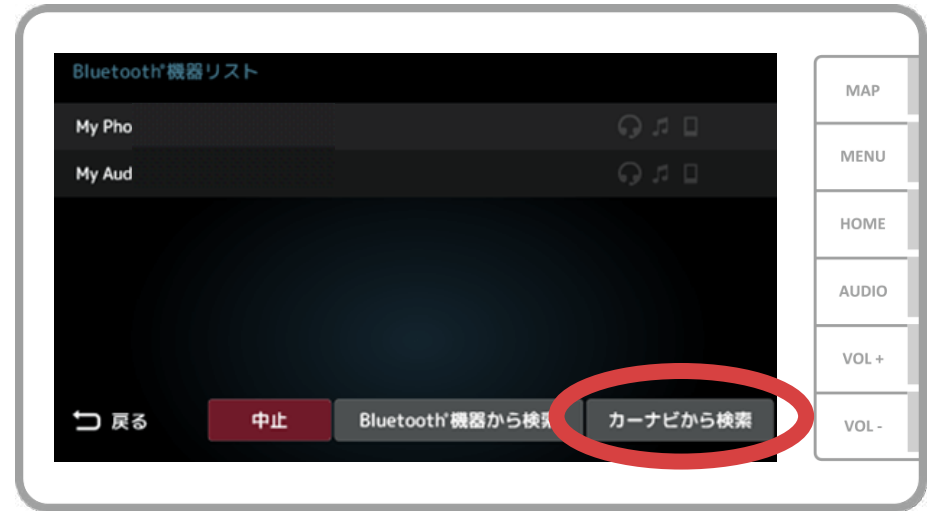 Bluetooth®機器リスト
My Pho
My Aud
戻る
中止
Bluetooth®機器から検索
カーナビから検索
MAP
MENU
HOME
AUDIO
VOL +
VOL -